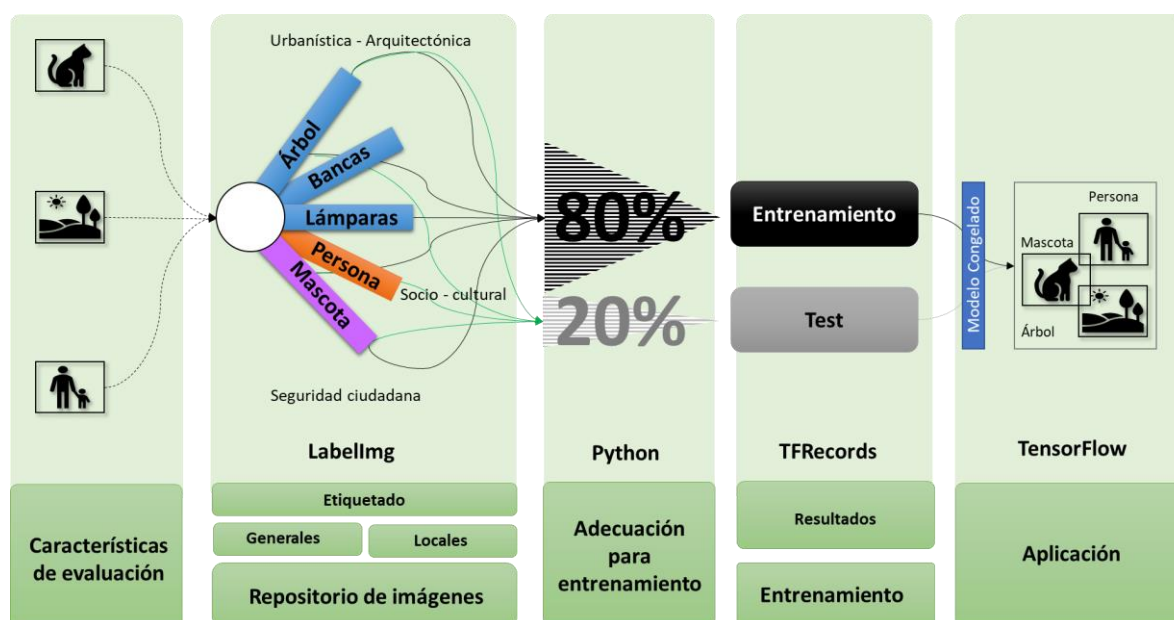 Urbanística - Arquitectónica
Árbol
Bancas
Lámparas
Persona
Mascota
Socio - cultural
Seguridad ciudadana
LabelImg
Etiquetado
Generales
Locales
Repositorio de imágenes
Características
de evaluación
80%
20%
Python
Adecuación
para
entrenamiento
Entrenamiento
Test
TFRecords
Resultados
Entrenamiento
Modelo Congelado
Persona
Mascota
Árbol
TensorFlow
Aplicación